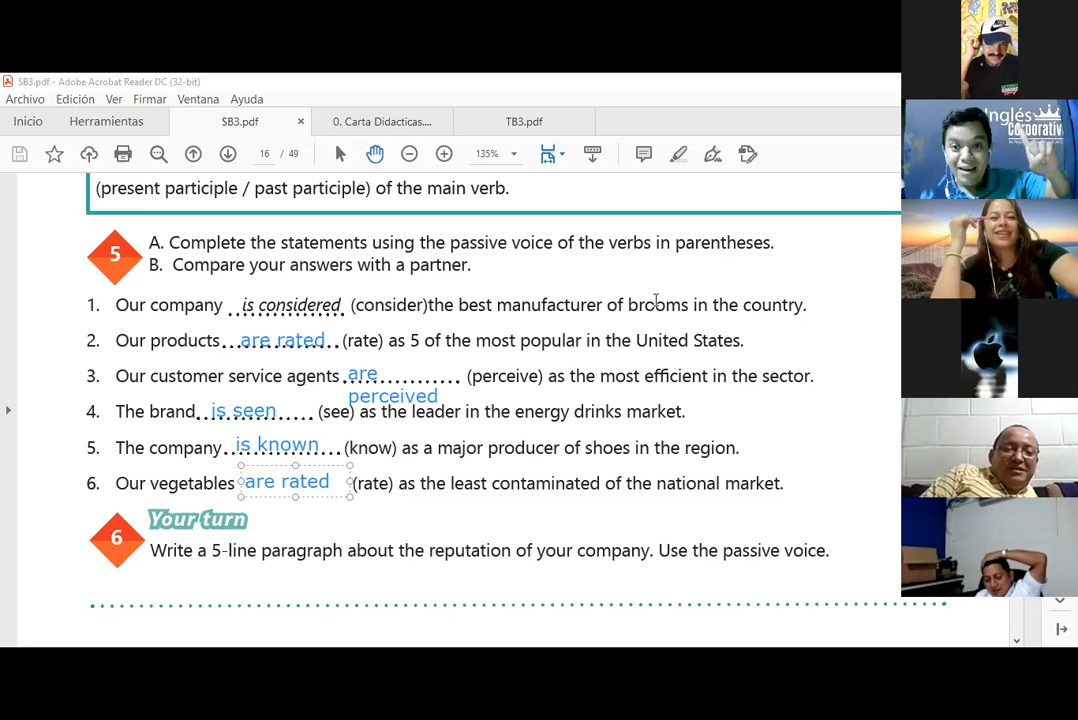 SB3.pdf - Adobe Acrobat Reader DC (32-bit)
Archivo Edición Ver Firmar Ventana Ayuda
Inicio Herramientas SB3.pdf × 0. Carta Didacticas.... TB3.pdf
16 / 49 135%
(present participle / past participle) of the main verb.
5
A. Complete the statements using the passive voice of the verbs in parentheses.
B. Compare your answers with a partner.
1. Our company is considered. (consider)the best manufacturer of brooms in the country.
2. Our products...are rated...(rate) as 5 of the most popular in the United States.
3. Our customer service agents are perceived (perceive) as the most efficient in the sector.
4. The brand...is seen...... (see) as the leader in the energy drinks market.
5. The company...is known...(know) as a major producer of shoes in the region.
6. Our vegetables are rated (rate) as the least contaminated of the national market.
Your turn
6
Write a 5-line paragraph about the reputation of your company. Use the passive voice.
Inglés
Corporativ